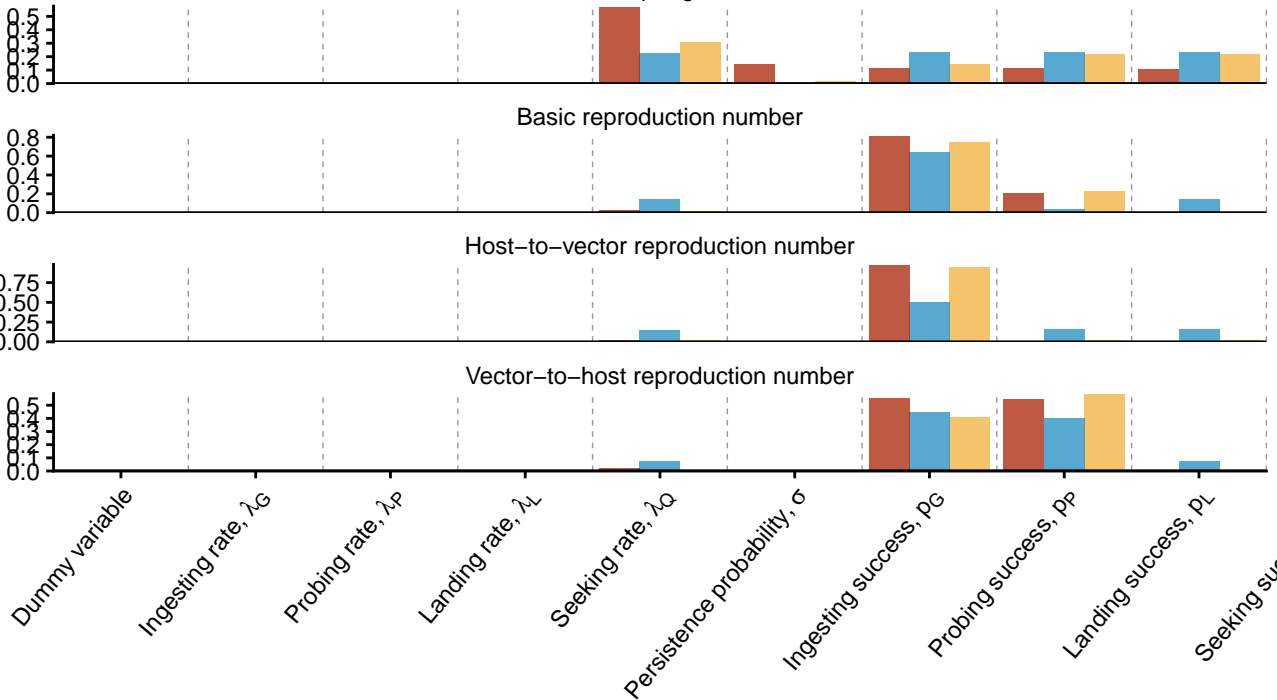 0.5
0.4
0.3
0.2
0.1
0.0
Basic reproduction number
0.8
0.6
0.4
0.2
0.0
Host−to−vector reproduction number
0.75
0.50
0.25
0.00
Vector−to−host reproduction number
0.5
0.4
0.3
0.2
0.1
0.0
Dummy variable
Ingesting rate, λG
Probing rate, λP
Landing rate, λL
Seeking rate, λQ
Persistence probability, σ
Ingesting success, pG
Probing success, pP
Landing success, pL
Seeking